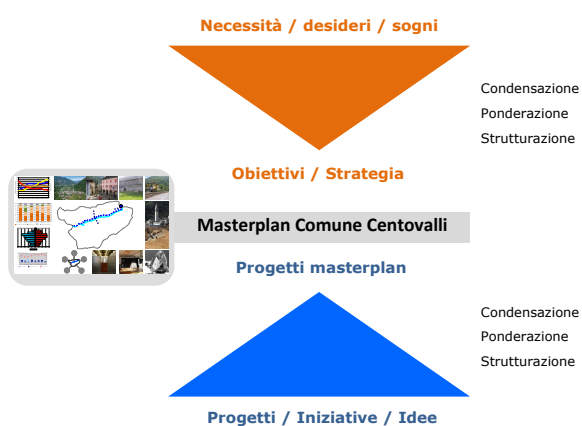 Necessità / desideri / sogni
Condensazione
Ponderazione
Strutturazione
Obiettivi / Strategia
Masterplan Comune Centovalli
Progetti masterplan
Condensazione
Ponderazione
Strutturazione
Progetti / Iniziative / Idee